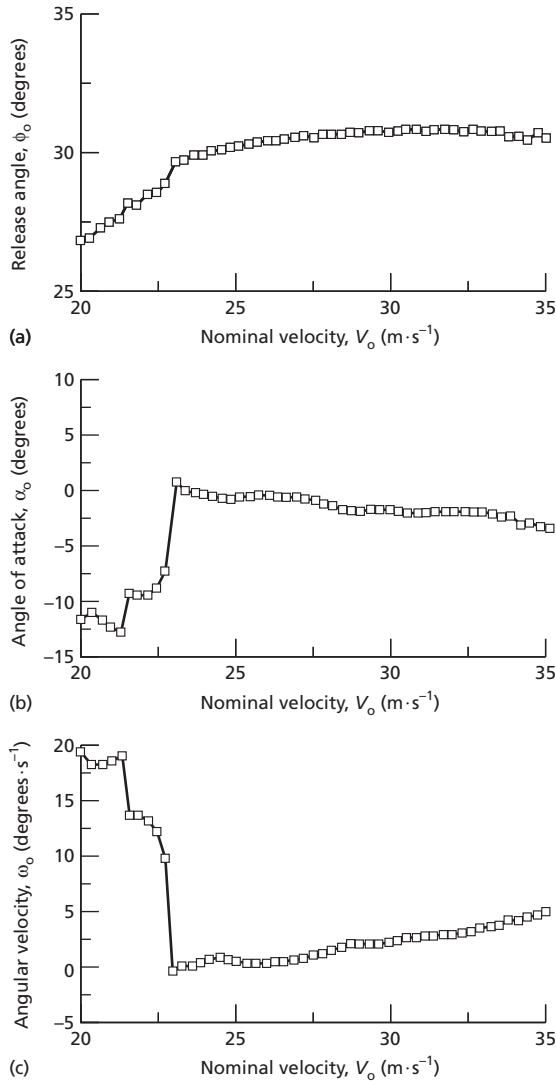 35
30
25
20 25 30 35
Release angle, ϕₒ (degrees)
(a) Nominal velocity, Vₒ (m·s⁻¹)
10
5
0
−5
−10
−15
20 25 30 35
Angle of attack, αₒ (degrees)
(b) Nominal velocity, Vₒ (m·s⁻¹)
20
15
10
5
0
−5
20 25 30 35
Angular velocity, ωₒ (degrees·s⁻¹)
(c) Nominal velocity, Vₒ (m·s⁻¹)